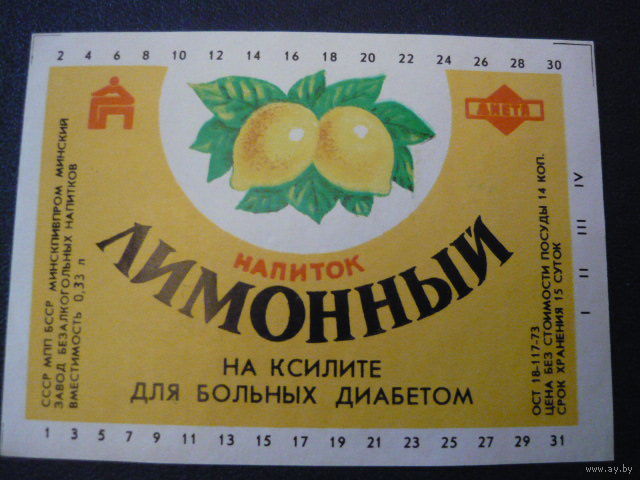 2 4 6 8 10 12 14 16 18 20 22 24 26 28 30
ДИЕТА
НАПИТОК
ЛИМОННЫЙ
НА КСИЛИТЕ
ДЛЯ БОЛЬНЫХ ДИАБЕТОМ
СССР МПП БССР МИНСКПИВПРОМ МИНСКИЙ
ЗАВОД БЕЗАЛКОГОЛЬНЫХ НАПИТКОВ
ВМЕСТИМОСТЬ 0,33 л
ОСТ 18-117-73
ЦЕНА БЕЗ СТОИМОСТИ ПОСУДЫ 14 КОП.
СРОК ХРАНЕНИЯ 15 СУТОК
I II III IV
1 3 5 7 9 11 13 15 17 19 21 23 25 27 29 31
www.ay.by